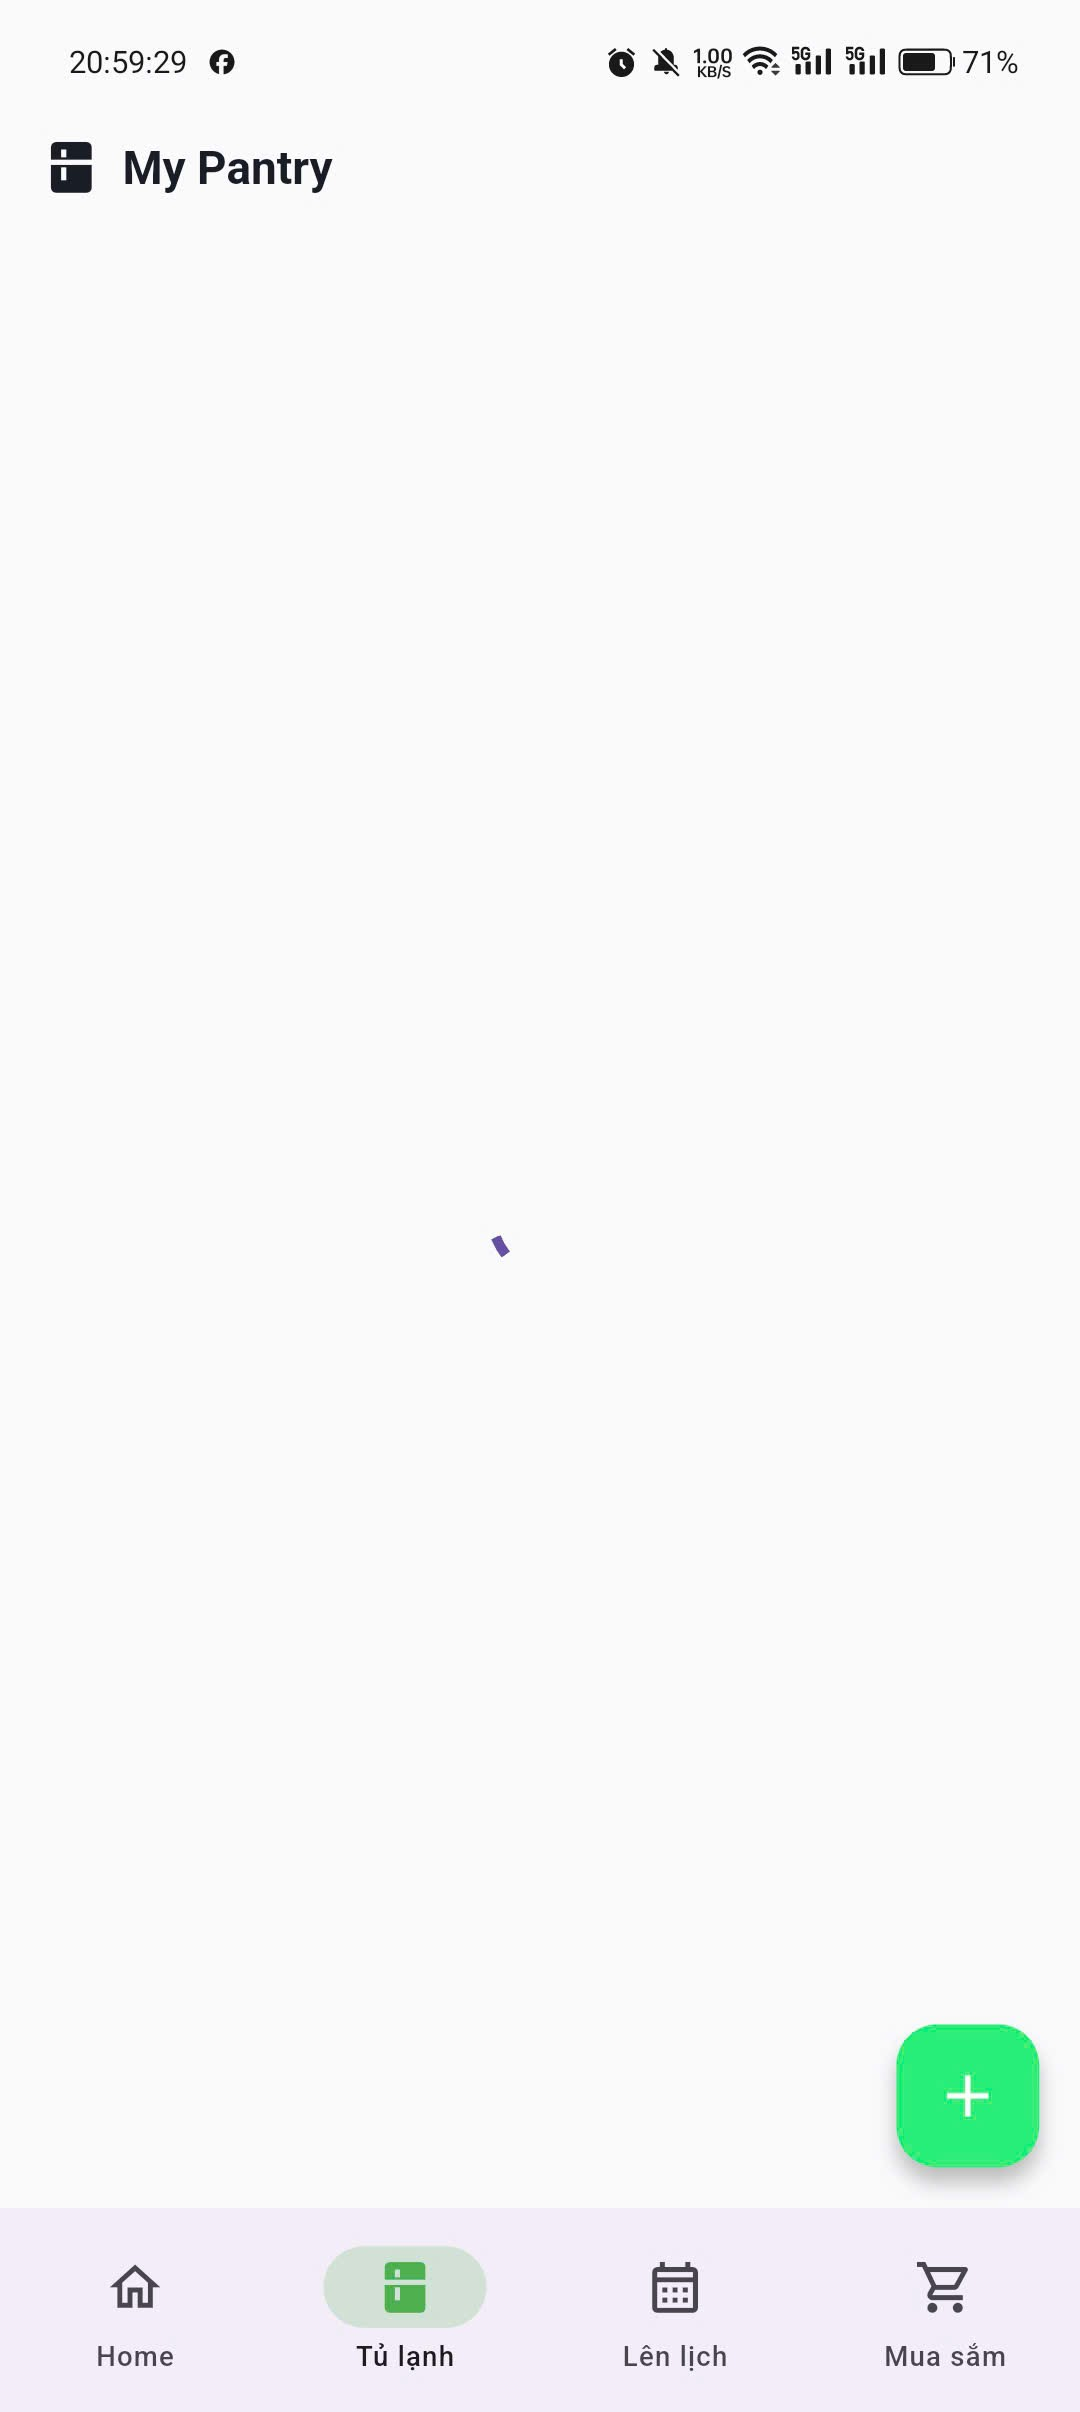 20:59:29
1.00
KB/S
5G
5G
71%
My Pantry
Home
Tủ lạnh
Lên lịch
Mua sắm